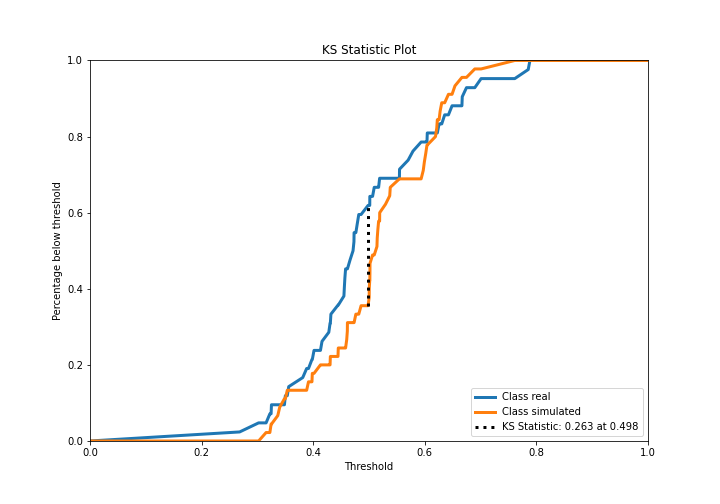 KS Statistic Plot
Percentage below threshold
1.0
0.8
0.6
0.4
0.2
0.0
Class real
Class simulated
KS Statistic: 0.263 at 0.498
0.0 0.2 0.4 0.6 0.8 1.0
Threshold